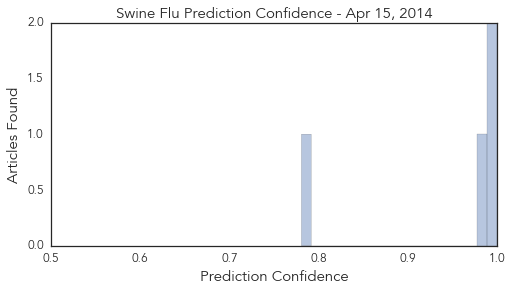 Swine Flu Prediction Confidence - Apr 15, 2014
2.0
1.5
1.0
0.5
0.0
Articles Found
0.5 0.6 0.7 0.8 0.9 1.0
Prediction Confidence